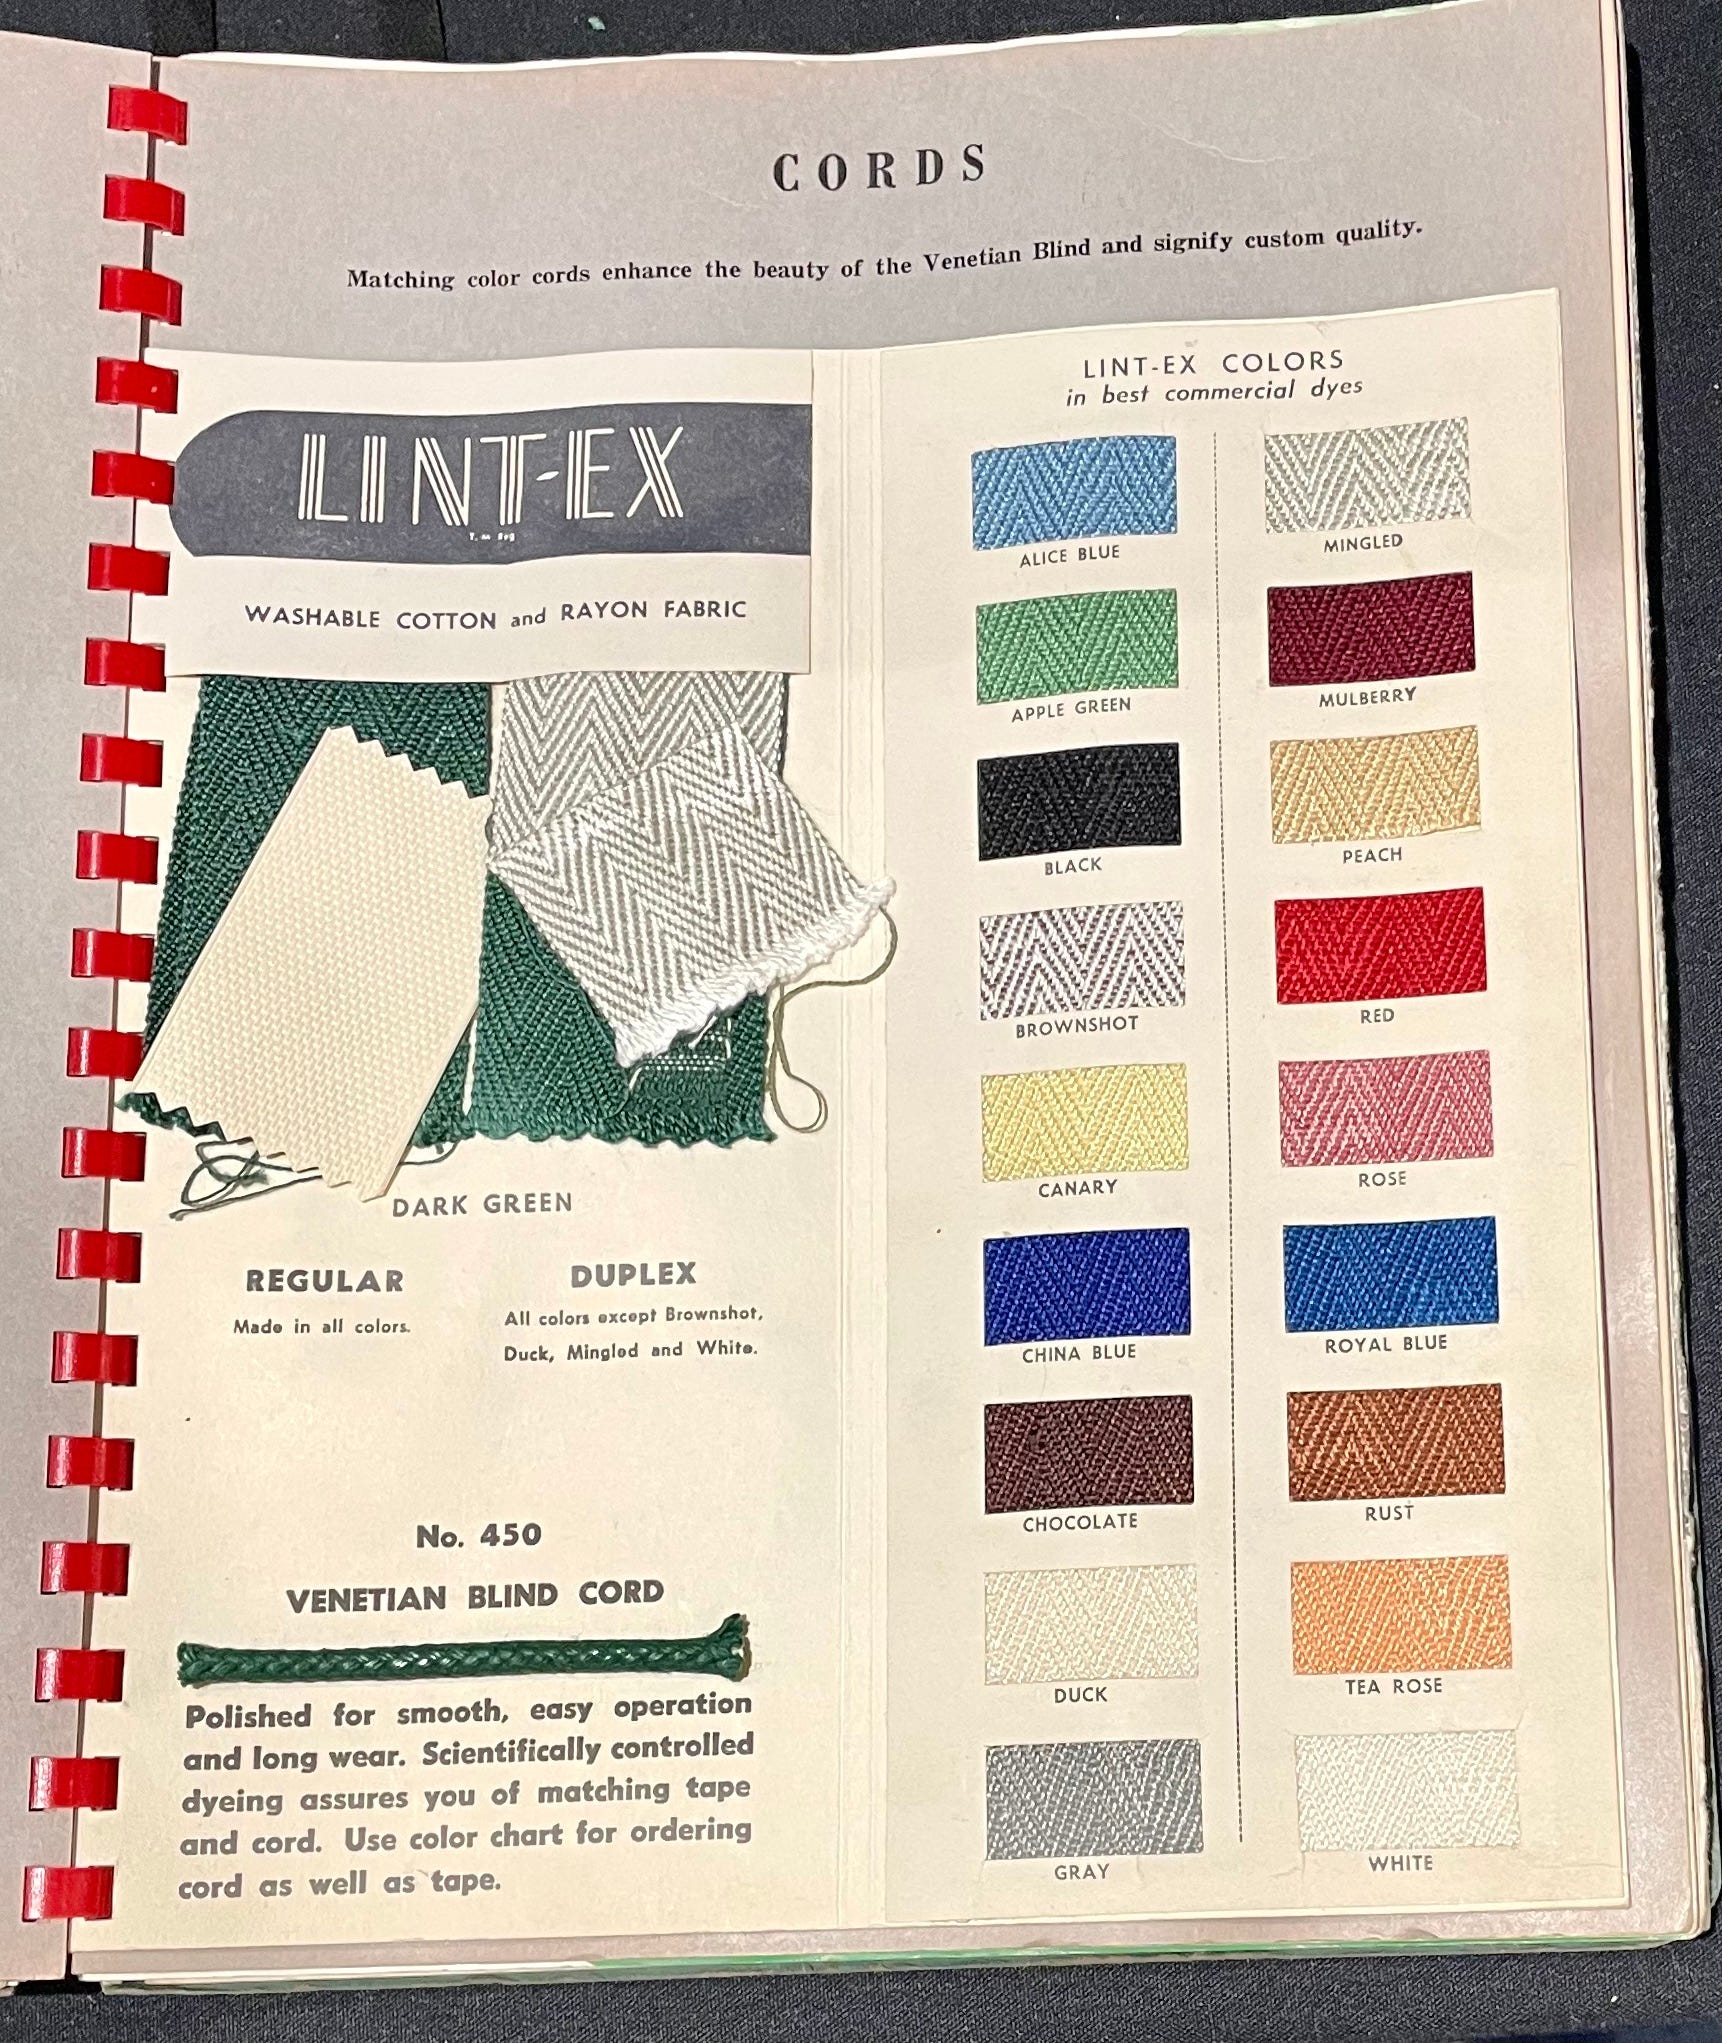 CORDS
Matching color cords enhance the beauty of the Venetian Blind and signify custom quality.
LINT-EX
WASHABLE COTTON and RAYON FABRIC
DARK GREEN
REGULAR
Made in all colors.
DUPLEX
All colors except Brownshot,
Duck, Mingled and White.
No. 450
VENETIAN BLIND CORD
Polished for smooth, easy operation
and long wear. Scientifically controlled
dyeing assures you of matching tape
and cord. Use color chart for ordering
cord as well as tape.
LINT-EX COLORS
in best commercial dyes
ALICE BLUE
APPLE GREEN
BLACK
BROWNSHOT
CANARY
CHINA BLUE
CHOCOLATE
DUCK
GRAY
MINGLED
MULBERRY
PEACH
RED
ROSE
ROYAL BLUE
RUST
TEA ROSE
WHITE